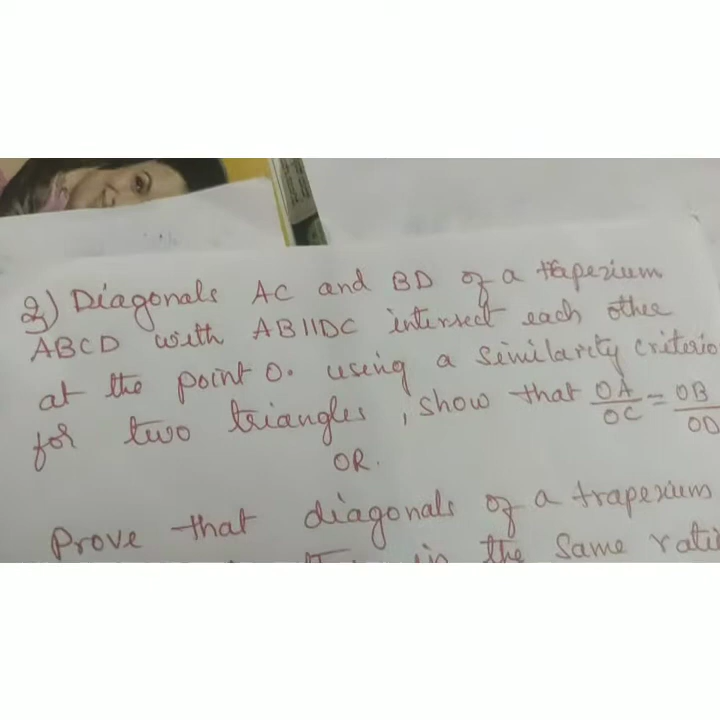 Q) Diagonals AC and BD of a trapezium
ABCD with AB||DC intersect each other
at the point O. using a similarity criterio
for two triangles, show that OA/OC = OB/OD
OR.
Prove that diagonals of a trapezium
in the same rati